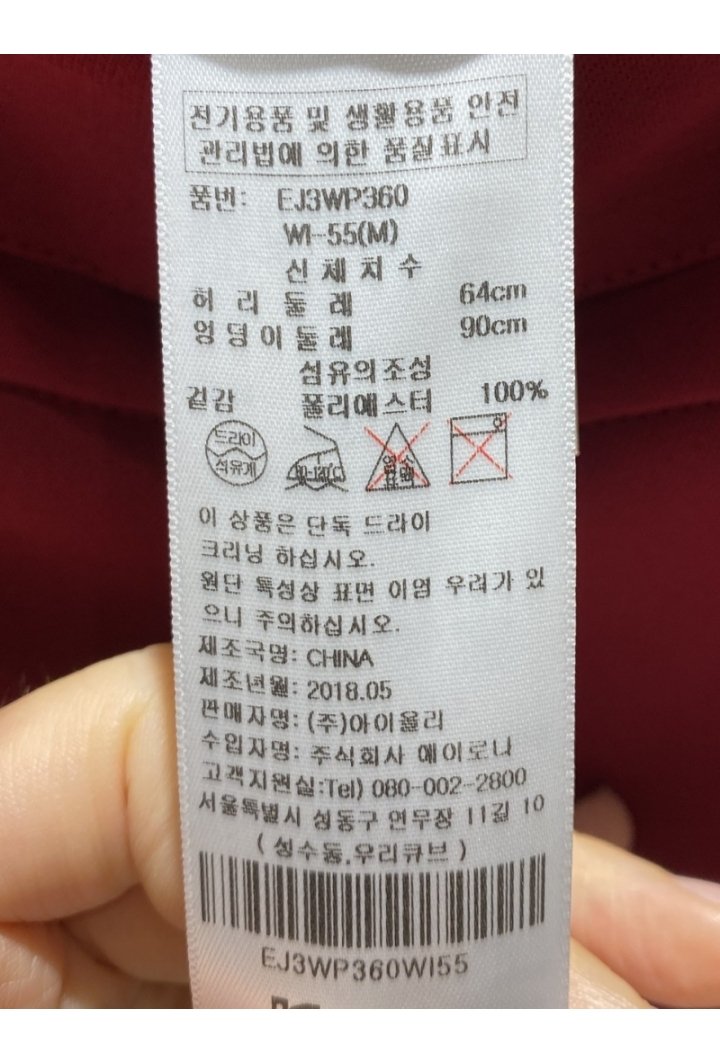 전기용품 및 생활용품 안전
관리법에 의한 품질표시
품번: EJ3WP360
WI-55(M)
신체치수
허리둘레 64cm
엉덩이둘레 90cm
섬유의조성
겉감 폴리에스터 100%
드라이
석유계
이 상품은 단독 드라이
크리닝 하십시오.
원단 특성상 표면 이염 우려가 있
으니 주의하십시오.
제조국명: CHINA
제조년월: 2018.05
판매자명: (주)아이올리
수입자명: 주식회사 에이로나
고객지원실:Tel) 080-002-2800
서울특별시 성동구 연무장 11길 10
(성수동,우리큐브)
EJ3WP360WI55